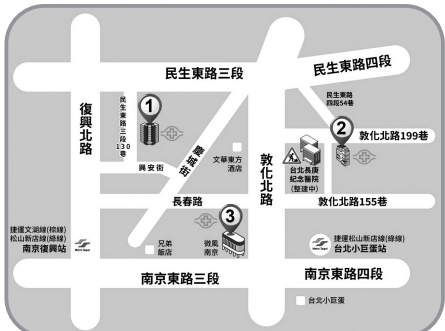 民生東路三段
民生東路四段
民生東路
四段54巷
復興北路
民生東路三段130巷
1
2
敦化北路199巷
慶城街
文華東方
酒店
敦化北路
台北長庚
紀念醫院
(整建中)
興安街
長春路
敦化北路155巷
3
捷運文湖線(棕線)
松山新店線(綠線)
南京復興站
兄弟
飯店
微風
南京
捷運松山新店線(綠線)
台北小巨蛋站
南京東路三段
南京東路四段
台北小巨蛋